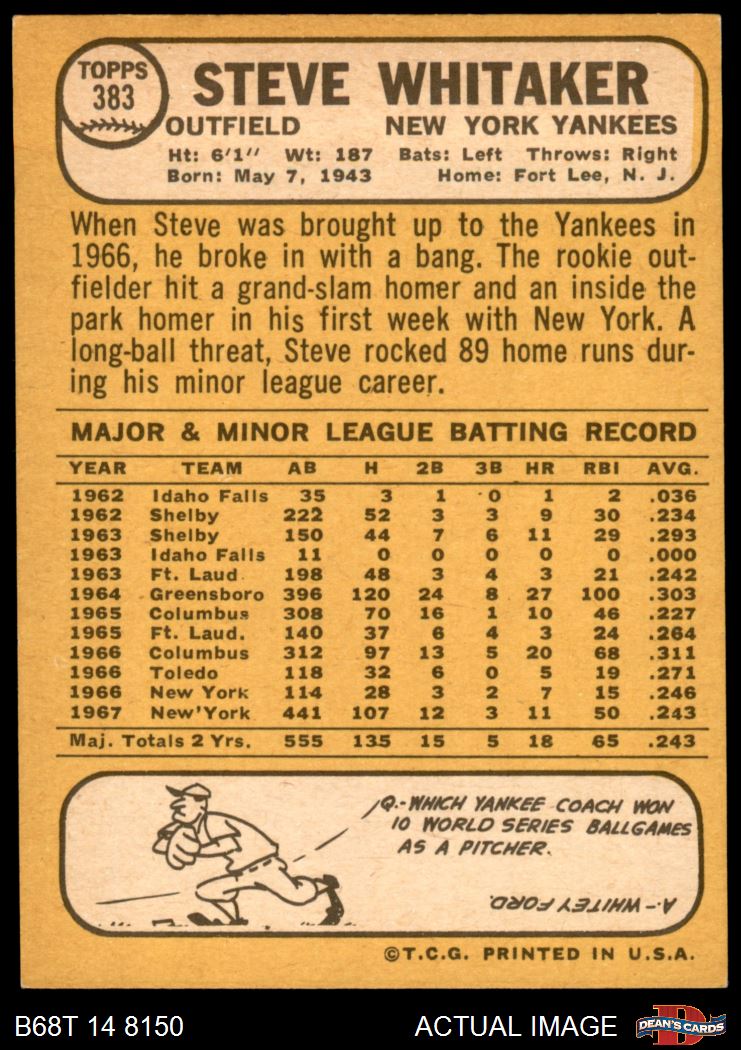 TOPPS
383
STEVE WHITAKER
OUTFIELD NEW YORK YANKEES
Ht: 6'1'' Wt: 187 Bats: Left Throws: Right
Born: May 7, 1943 Home: Fort Lee, N. J.
When Steve was brought up to the Yankees in
1966, he broke in with a bang. The rookie out-
fielder hit a grand-slam homer and an inside the
park homer in his first week with New York. A
long-ball threat, Steve rocked 89 home runs dur-
ing his minor league career.
MAJOR & MINOR LEAGUE BATTING RECORD
YEAR TEAM AB H 2B 3B HR RBI AVG.
1962 Idaho Falls 35 3 1 0 1 2 .036
1962 Shelby 222 52 3 3 9 30 .234
1963 Shelby 150 44 7 6 11 29 .293
1963 Idaho Falls 11 0 0 0 0 0 .000
1963 Ft. Laud 198 48 3 4 3 21 .242
1964 Greensboro 396 120 24 8 27 100 .303
1965 Columbus 308 70 16 1 10 46 .227
1965 Ft. Laud. 140 37 6 4 3 24 .264
1966 Columbus 312 97 13 5 20 68 .311
1966 Toledo 118 32 6 0 5 19 .271
1966 New York 114 28 3 2 7 15 .246
1967 New York 441 107 12 3 11 50 .243
Maj. Totals 2 Yrs. 555 135 15 5 18 65 .243
Q.-WHICH YANKEE COACH WON
10 WORLD SERIES BALLGAMES
AS A PITCHER.
A-WHITEY FORD.
©T.C.G. PRINTED IN U.S.A.
B68T 14 8150 ACTUAL IMAGE DEAN'S CARDS